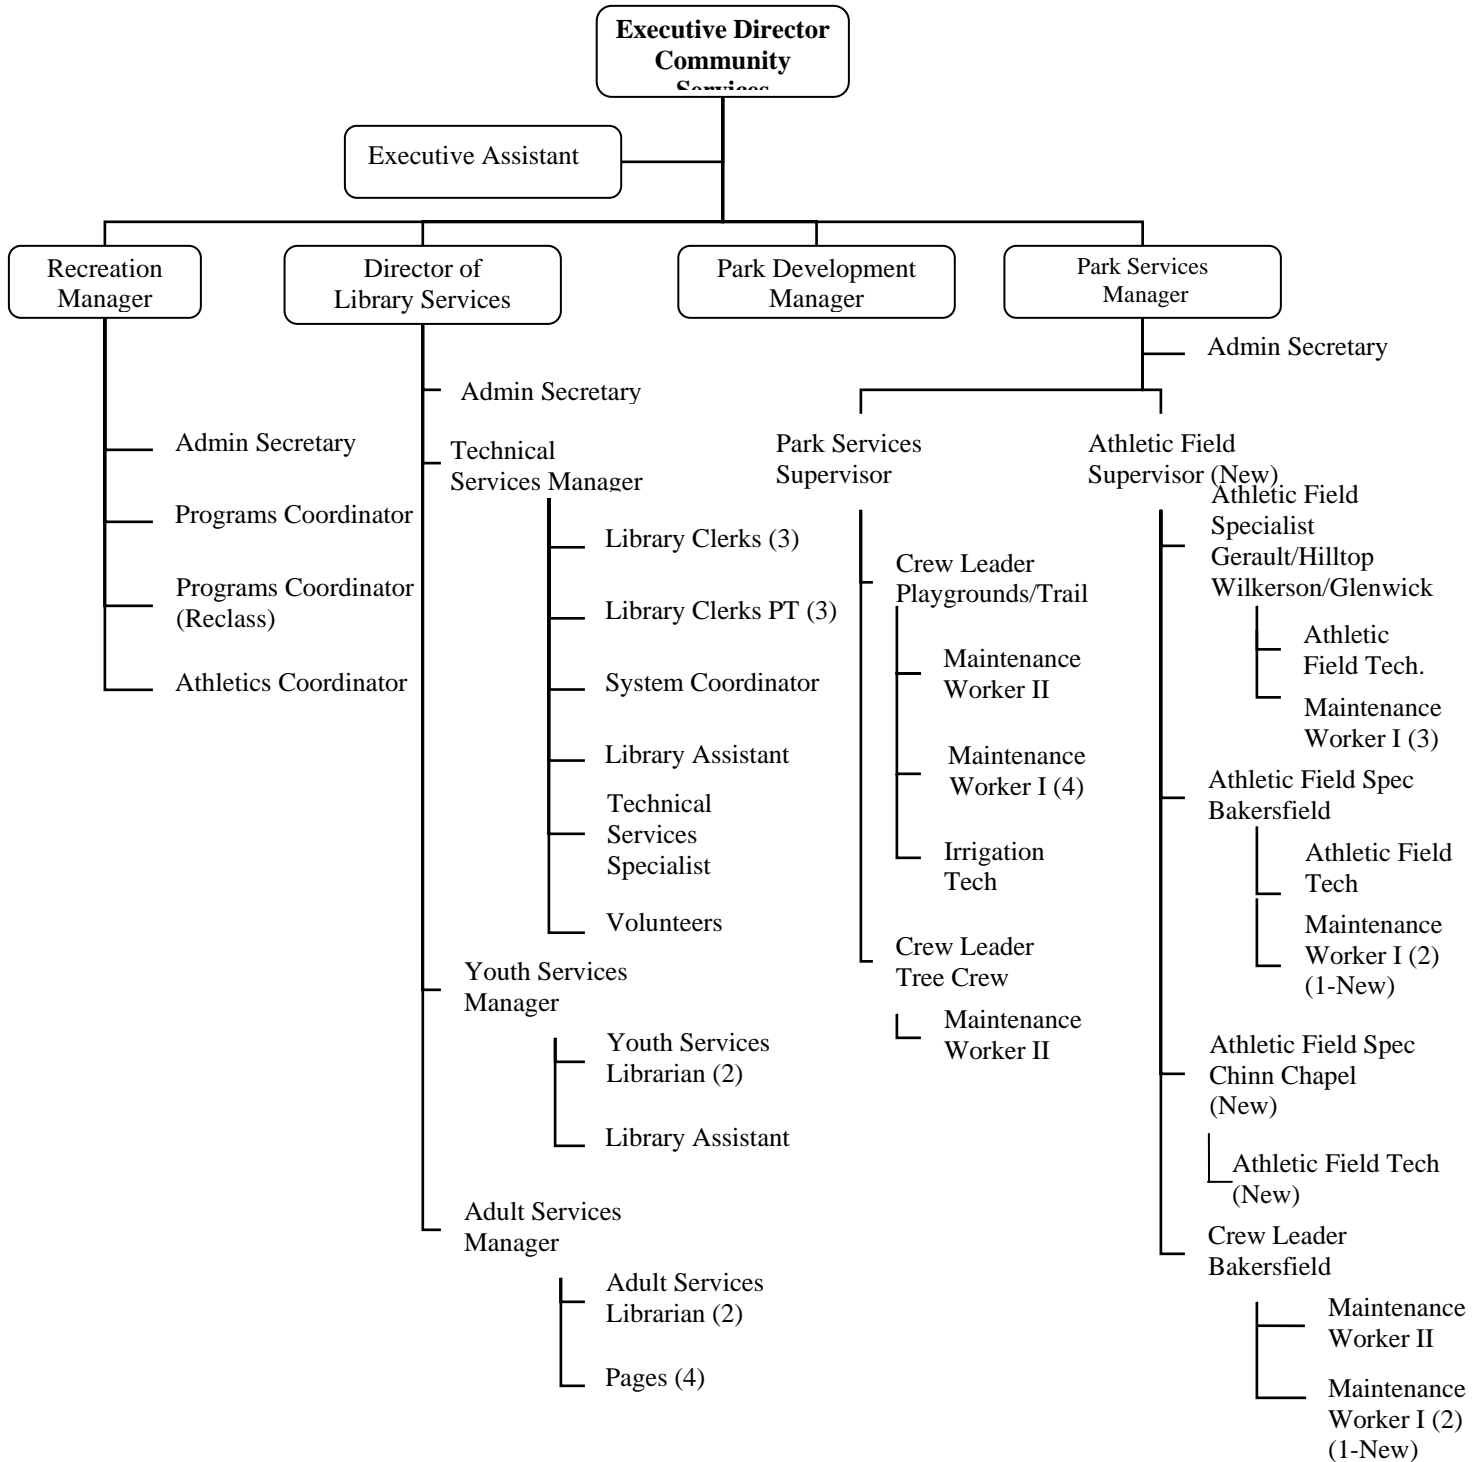 Executive Director
Community
Services
Executive Assistant
Recreation
Manager
Director of
Library Services
Park Development
Manager
Park Services
Manager
Admin Secretary
Programs Coordinator
Programs Coordinator
(Reclass)
Athletics Coordinator
Admin Secretary
Technical
Services Manager
Library Clerks (3)
Library Clerks PT (3)
System Coordinator
Library Assistant
Technical
Services
Specialist
Volunteers
Youth Services
Manager
Youth Services
Librarian (2)
Library Assistant
Adult Services
Manager
Adult Services
Librarian (2)
Pages (4)
Admin Secretary
Park Services
Supervisor
Crew Leader
Playgrounds/Trail
Maintenance
Worker II
Maintenance
Worker I (4)
Irrigation
Tech
Crew Leader
Tree Crew
Maintenance
Worker II
Athletic Field
Supervisor (New)
Athletic Field
Specialist
Gerault/Hilltop
Wilkerson/Glenwick
Athletic
Field Tech.
Maintenance
Worker I (3)
Athletic Field Spec
Bakersfield
Athletic Field
Tech
Maintenance
Worker I (2)
(1-New)
Athletic Field Spec
Chinn Chapel
(New)
Athletic Field Tech
(New)
Crew Leader
Bakersfield
Maintenance
Worker II
Maintenance
Worker I (2)
(1-New)